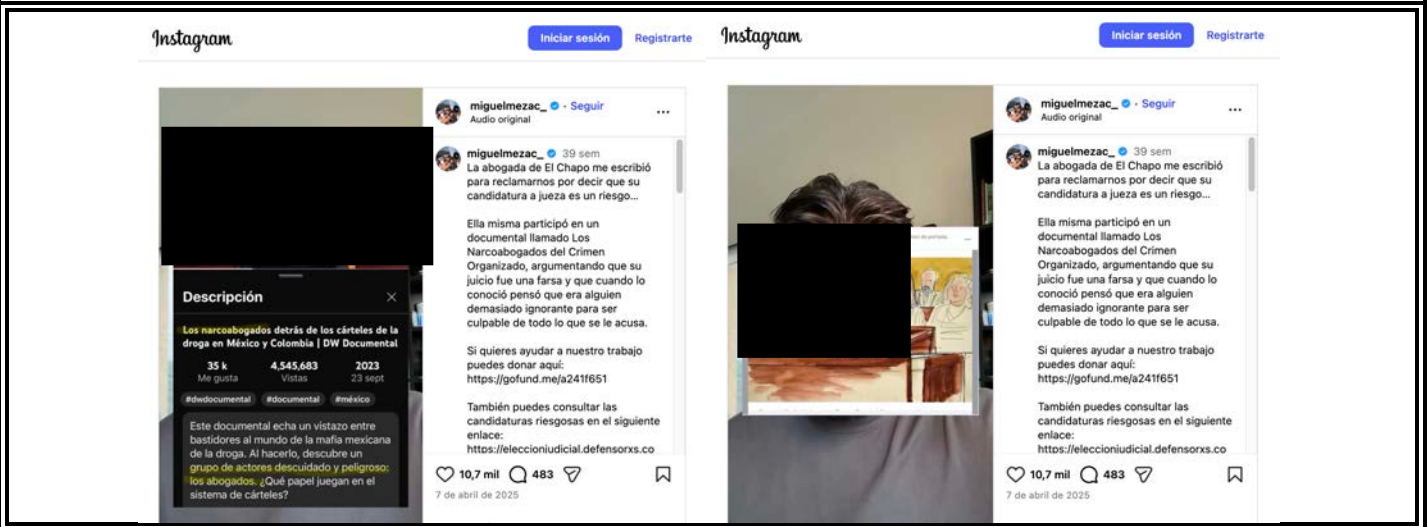 Instagram
Iniciar sesión
Registrarte
miguelmezac_ · Seguir
Audio original
miguelmezac_ 39 sem
La abogada de El Chapo me escribió
para reclamarnos por decir que su
candidatura a jueza es un riesgo...
Ella misma participó en un
documental llamado Los
Narcoabogados del Crimen
Organizado, argumentando que su
juicio fue una farsa y que cuando lo
conoció pensó que era alguien
demasiado ignorante para ser
culpable de todo lo que se le acusa.
Si quieres ayudar a nuestro trabajo
puedes donar aquí:
https://gofund.me/a241f651
También puedes consultar las
candidaturas riesgosas en el siguiente
enlace:
https://eleccionjudicial.defensorxs.co
10,7 mil 483
7 de abril de 2025
Descripción
Los narcoabogados detrás de los cárteles de la
droga en México y Colombia | DW Documental
35 k 4,545,683 2023
Me gusta Vistas 23 sept
#dwdocumental #documental #méxico
Este documental echa un vistazo entre
bastidores al mundo de la mafia mexicana
de la droga. Al hacerlo, descubre un
grupo de actores descuidado y peligroso:
los abogados. ¿Qué papel juegan en el
sistema de cárteles?
Instagram
Iniciar sesión
Registrarte
miguelmezac_ · Seguir
Audio original
miguelmezac_ 39 sem
La abogada de El Chapo me escribió
para reclamarnos por decir que su
candidatura a jueza es un riesgo...
Ella misma participó en un
documental llamado Los
Narcoabogados del Crimen
Organizado, argumentando que su
juicio fue una farsa y que cuando lo
conoció pensó que era alguien
demasiado ignorante para ser
culpable de todo lo que se le acusa.
Si quieres ayudar a nuestro trabajo
puedes donar aquí:
https://gofund.me/a241f651
También puedes consultar las
candidaturas riesgosas en el siguiente
enlace:
https://eleccionjudicial.defensorxs.co
10,7 mil 483
7 de abril de 2025